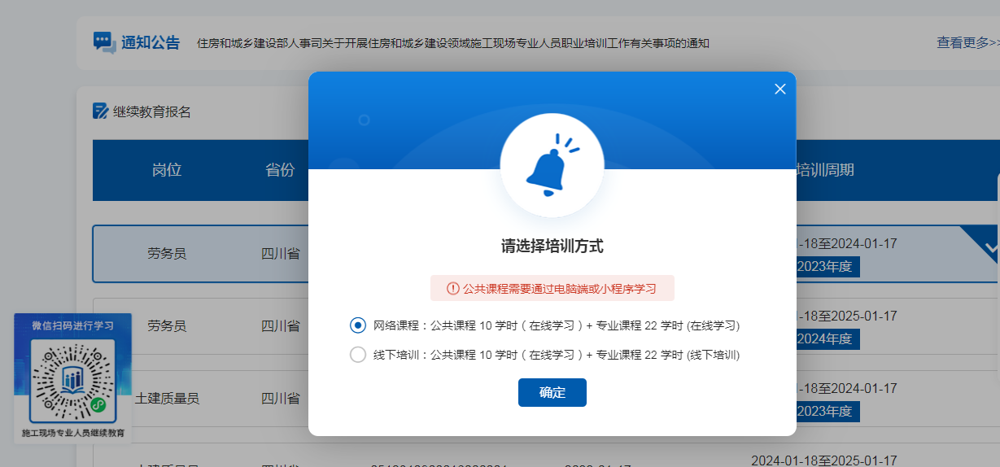 通知公告 住房和城乡建设部人事司关于开展住房和城乡建设领域施工现场专业人员职业培训工作有关事项的通知 查看更多>>
继续教育报名
岗位 省份 培训周期
请选择培训方式
劳务员 四川省 1-18至2024-01-17
2023年度
公共课程需要通过电脑端或小程序学习
网络课程：公共课程 10 学时（在线学习）+ 专业课程 22 学时 (在线学习)
线下培训：公共课程 10 学时（在线学习）+ 专业课程 22 学时 (线下培训)
确定
劳务员 四川省 1-18至2025-01-17
2024年度
微信扫码进行学习
施工现场专业人员继续教育
土建质量员 四川省 1-18至2024-01-17
2023年度
2024-01-18至2025-01-17